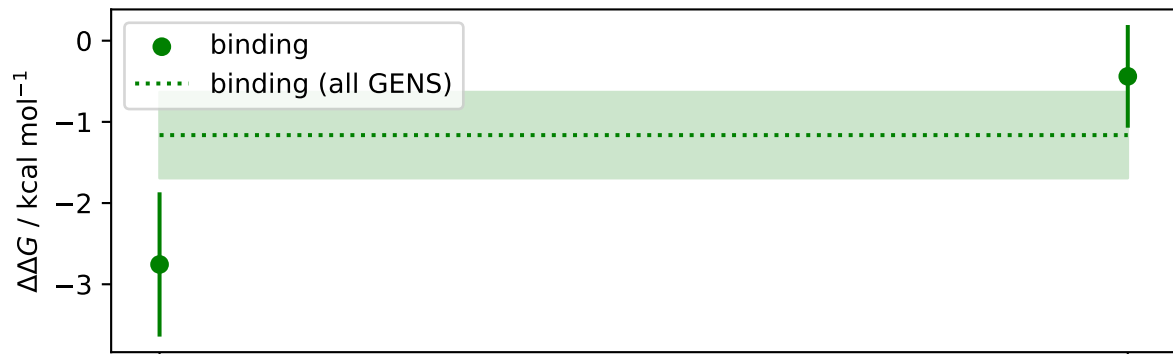 binding
binding (all GENS)
ΔΔG / kcal mol⁻¹
0
−1
−2
−3